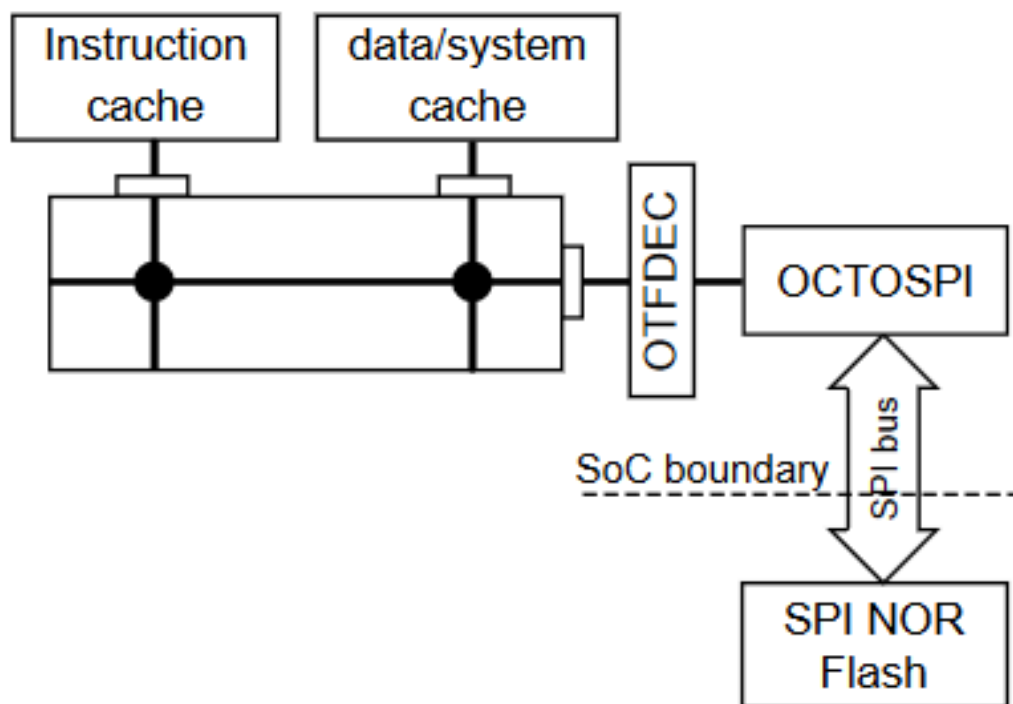 Instruction
cache
data/system
cache
OTFDEC
OCTOSPI
SoC boundary
SPI bus
SPI NOR
Flash